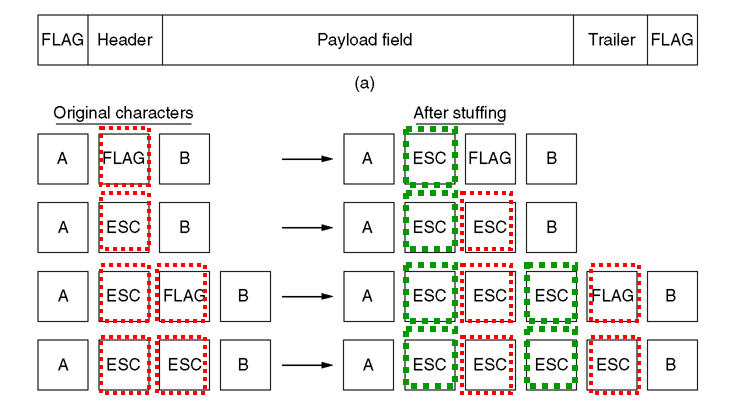 FLAG Header Payload field Trailer FLAG
(a)
Original characters After stuffing
A FLAG B A ESC FLAG B
A ESC B A ESC ESC B
A ESC FLAG B A ESC ESC ESC FLAG B
A ESC ESC B A ESC ESC ESC ESC B